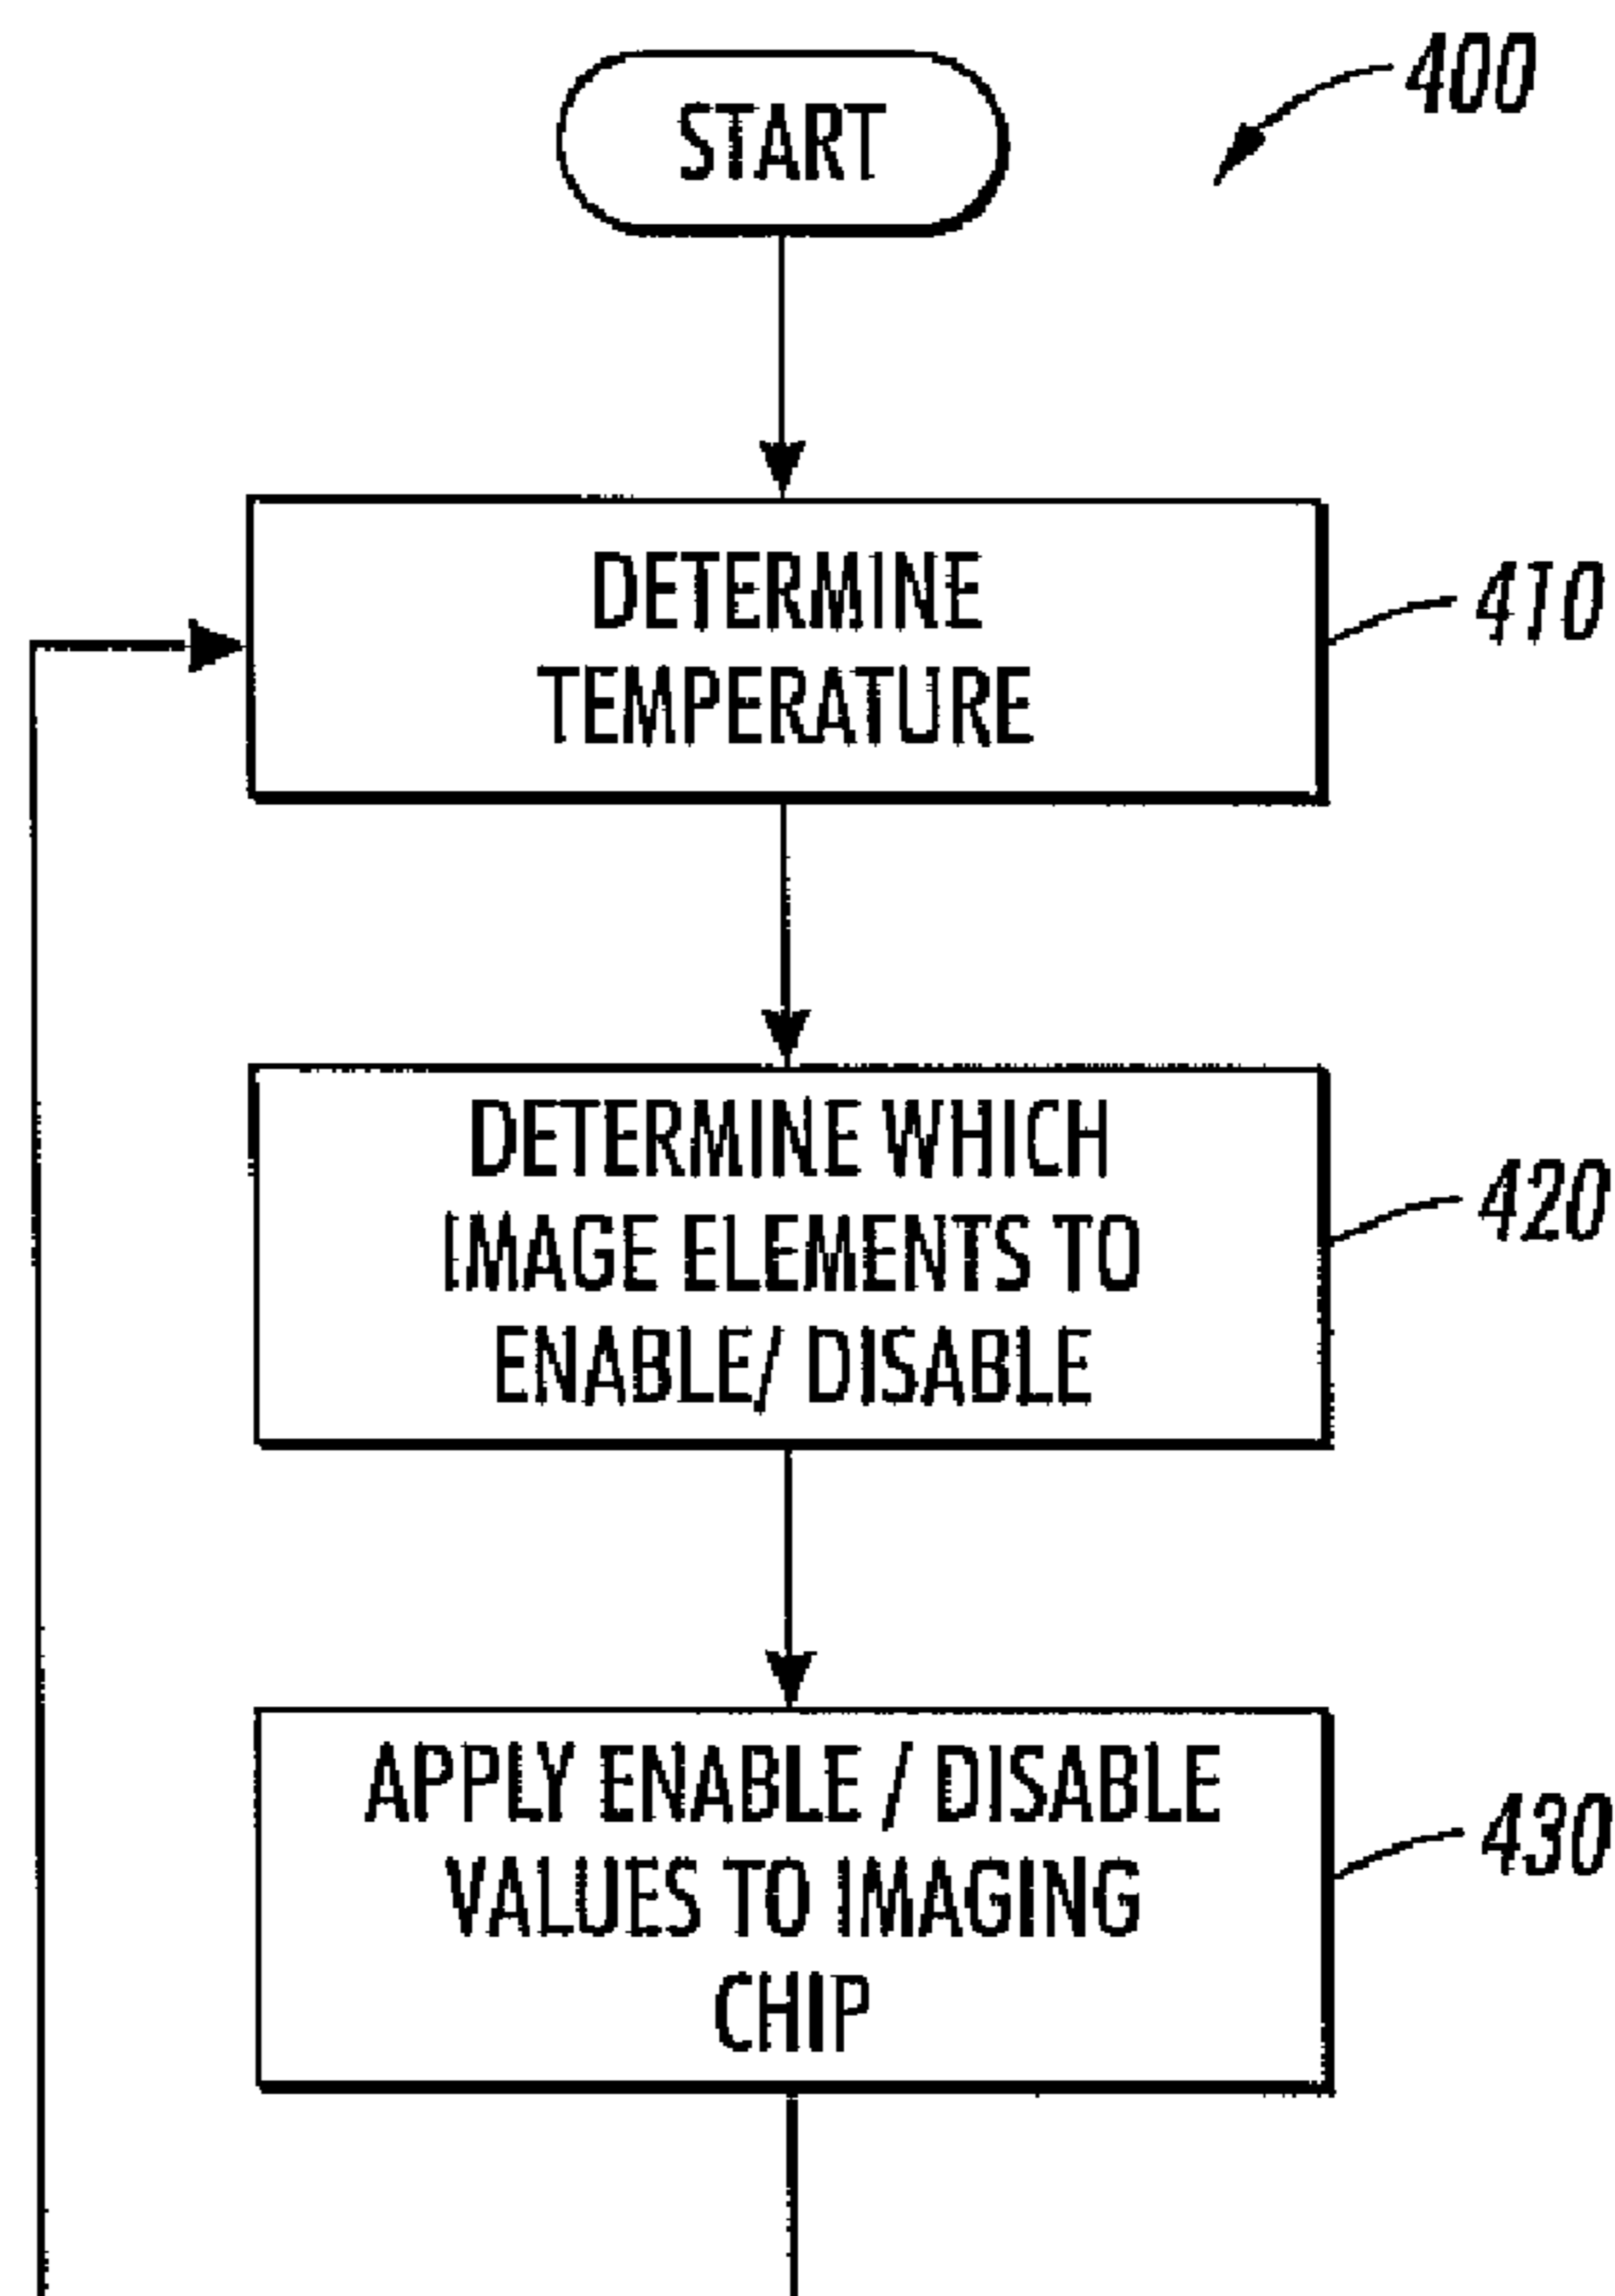 START
400
DETERMINE
TEMPERATURE
410
DETERMINE WHICH
IMAGE ELEMENTS TO
ENABLE/ DISABLE
420
APPLY ENABLE / DISABLE
VALUES TO IMAGING
CHIP
430